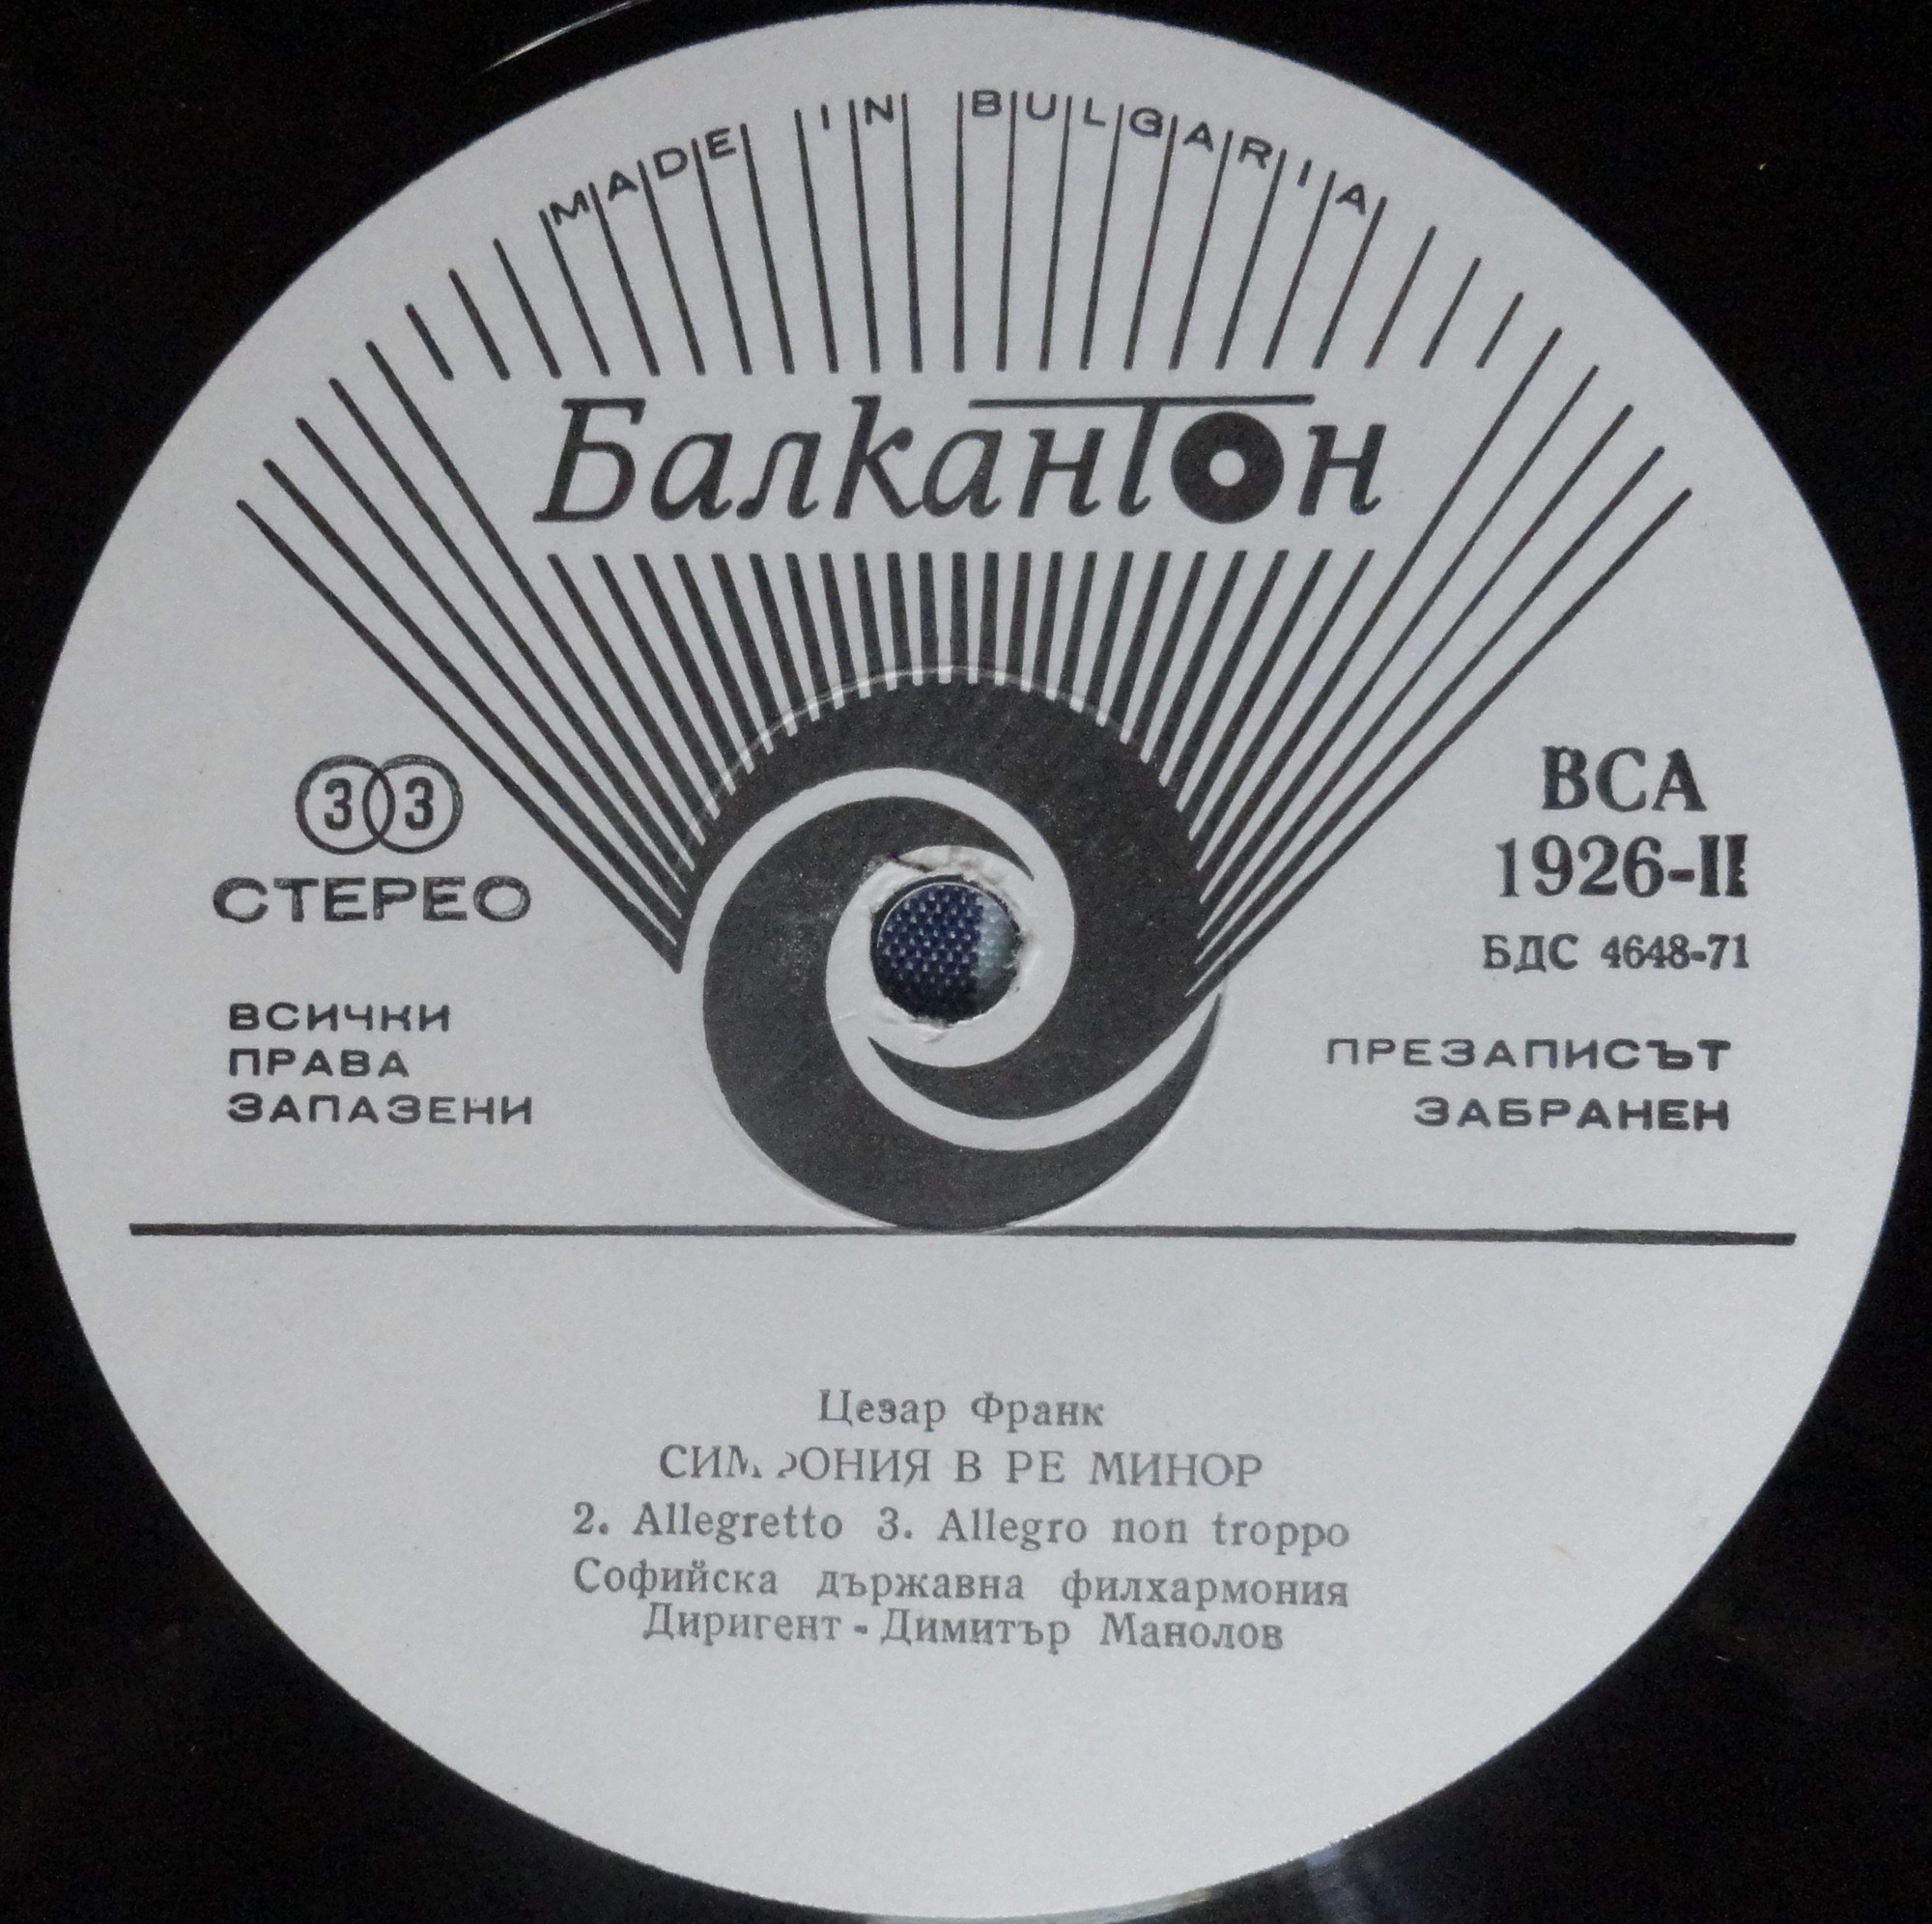 MADE IN BULGARIA
Балкантон
33
СТЕРЕО
ВСИЧКИ
ПРАВА
ЗАПАЗЕНИ
ВСА
1926-II
БДС 4648-71
ПРЕЗАПИСЪТ
ЗАБРАНЕН
Цезар Франк
СИМФОНИЯ В РЕ МИНОР
2. Allegretto 3. Allegro non troppo
Софийска държавна филхармония
Диригент - Димитър Манолов